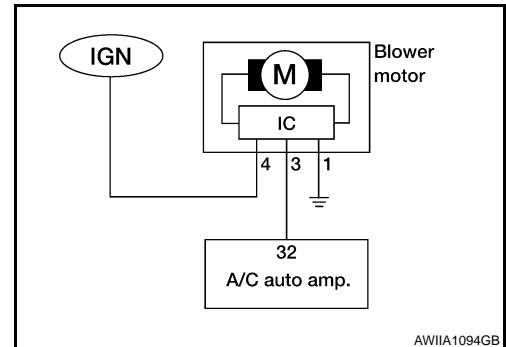 IGN
Blower
motor
M
IC
4 3 1
32
A/C auto amp.
AWIIA1094GB